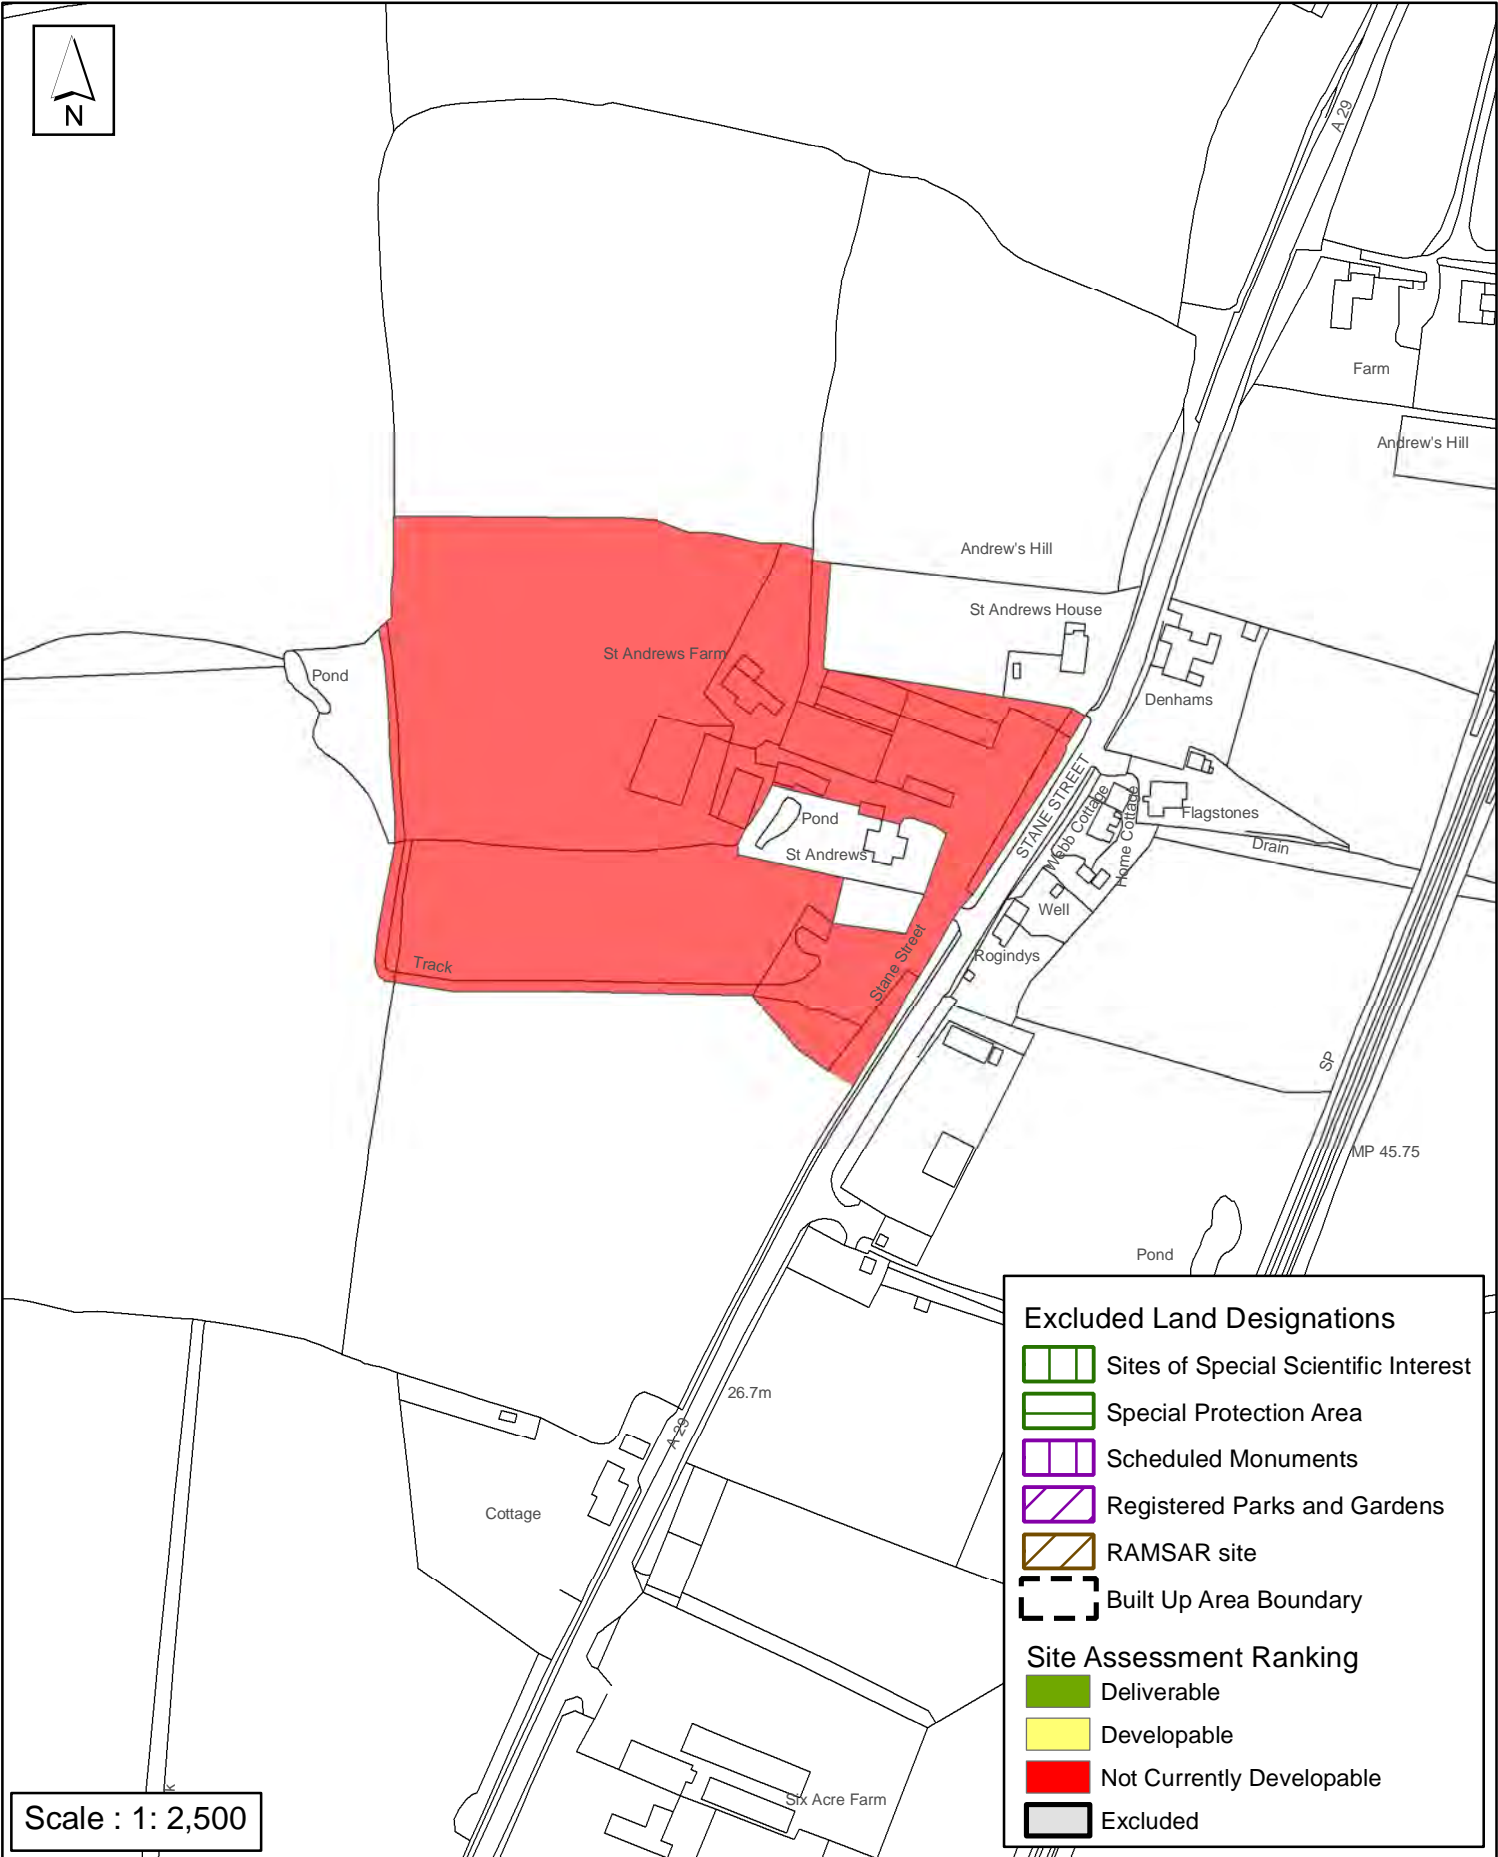 N
A 29
Farm
Andrew's Hill
Andrew's Hill
St Andrews House
St Andrews Farm
Pond
Denhams
STANE STREET
Webb Cottage
Home Cottage
Flagstones
Pond
St Andrews
Drain
Well
Rogindys
Stane Street
Track
SP
MP 45.75
Pond
26.7m
A 29
Cottage
Six Acre Farm
k
Scale : 1: 2,500
Excluded Land Designations
Sites of Special Scientific Interest
Special Protection Area
Scheduled Monuments
Registered Parks and Gardens
RAMSAR site
Built Up Area Boundary
Site Assessment Ranking
Deliverable
Developable
Not Currently Developable
Excluded